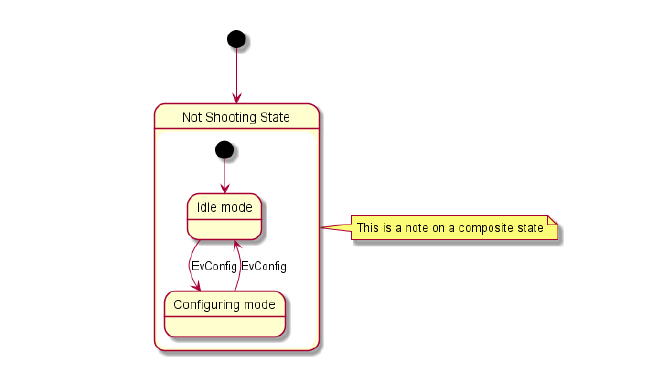 Not Shooting State
Idle mode
This is a note on a composite state
EvConfig EvConfig
Configuring mode